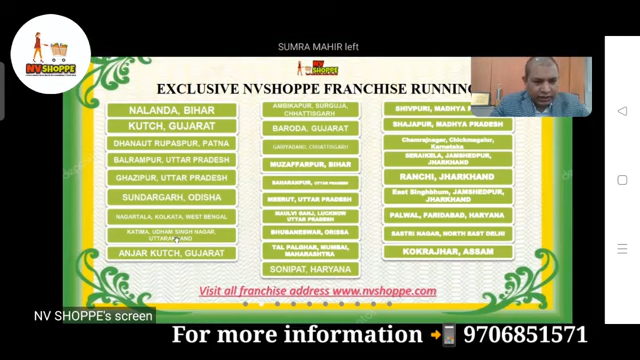 SUMRA MAHIR left
NV SHOPPE
NV SHOPPE
EXCLUSIVE NVSHOPPE FRANCHISE RUNNING
NALANDA, BIHAR
KUTCH, GUJARAT
DHANAUT RUPASPUR, PATNA
BALRAMPUR, UTTAR PRADESH
GHAZIPUR, UTTAR PRADESH
SUNDARGARH, ODISHA
NAGARTALA, KOLKATA, WEST BENGAL
KATIMA, UDHAM SINGH NAGAR,
UTTARAKHAND
ANJAR KUTCH, GUJARAT
AMBIKAPUR, SURGUJA,
CHHATTISGARH
BARODA. GUJARAT
GARIYABAND, CHHATTISGARH
MUZAFFARPUR, BIHAR
SAHARANPUR, UTTAR PRADESH
MEERUT, UTTAR PRADESH
MAULVI GANJ, LUCKNOW
UTTAR PRADESH
BHUBANESWAR, ORISSA
TAL PALGHAR, MUMBAI,
MAHARASHTRA
SONIPAT, HARYANA
SHIVPURI, MADHYA
SHAJAPUR, MADHYA PRADESH
Chamrajnagar, Chickmagalur,
Karnataka
SERAIKELA, JAMSHEDPUR,
JHARKHAND
RANCHI, JHARKHAND
East Singhbhum, JAMSHEDPUR,
JHARKHAND
PALWAL, FARIDABAD, HARYANA
SASTRI NAGAR, NORTH EAST DELHI
KOKRAJHAR, ASSAM
Visit all franchise address www.nvshoppe.com
NV SHOPPE's screen
For more information 9706851571